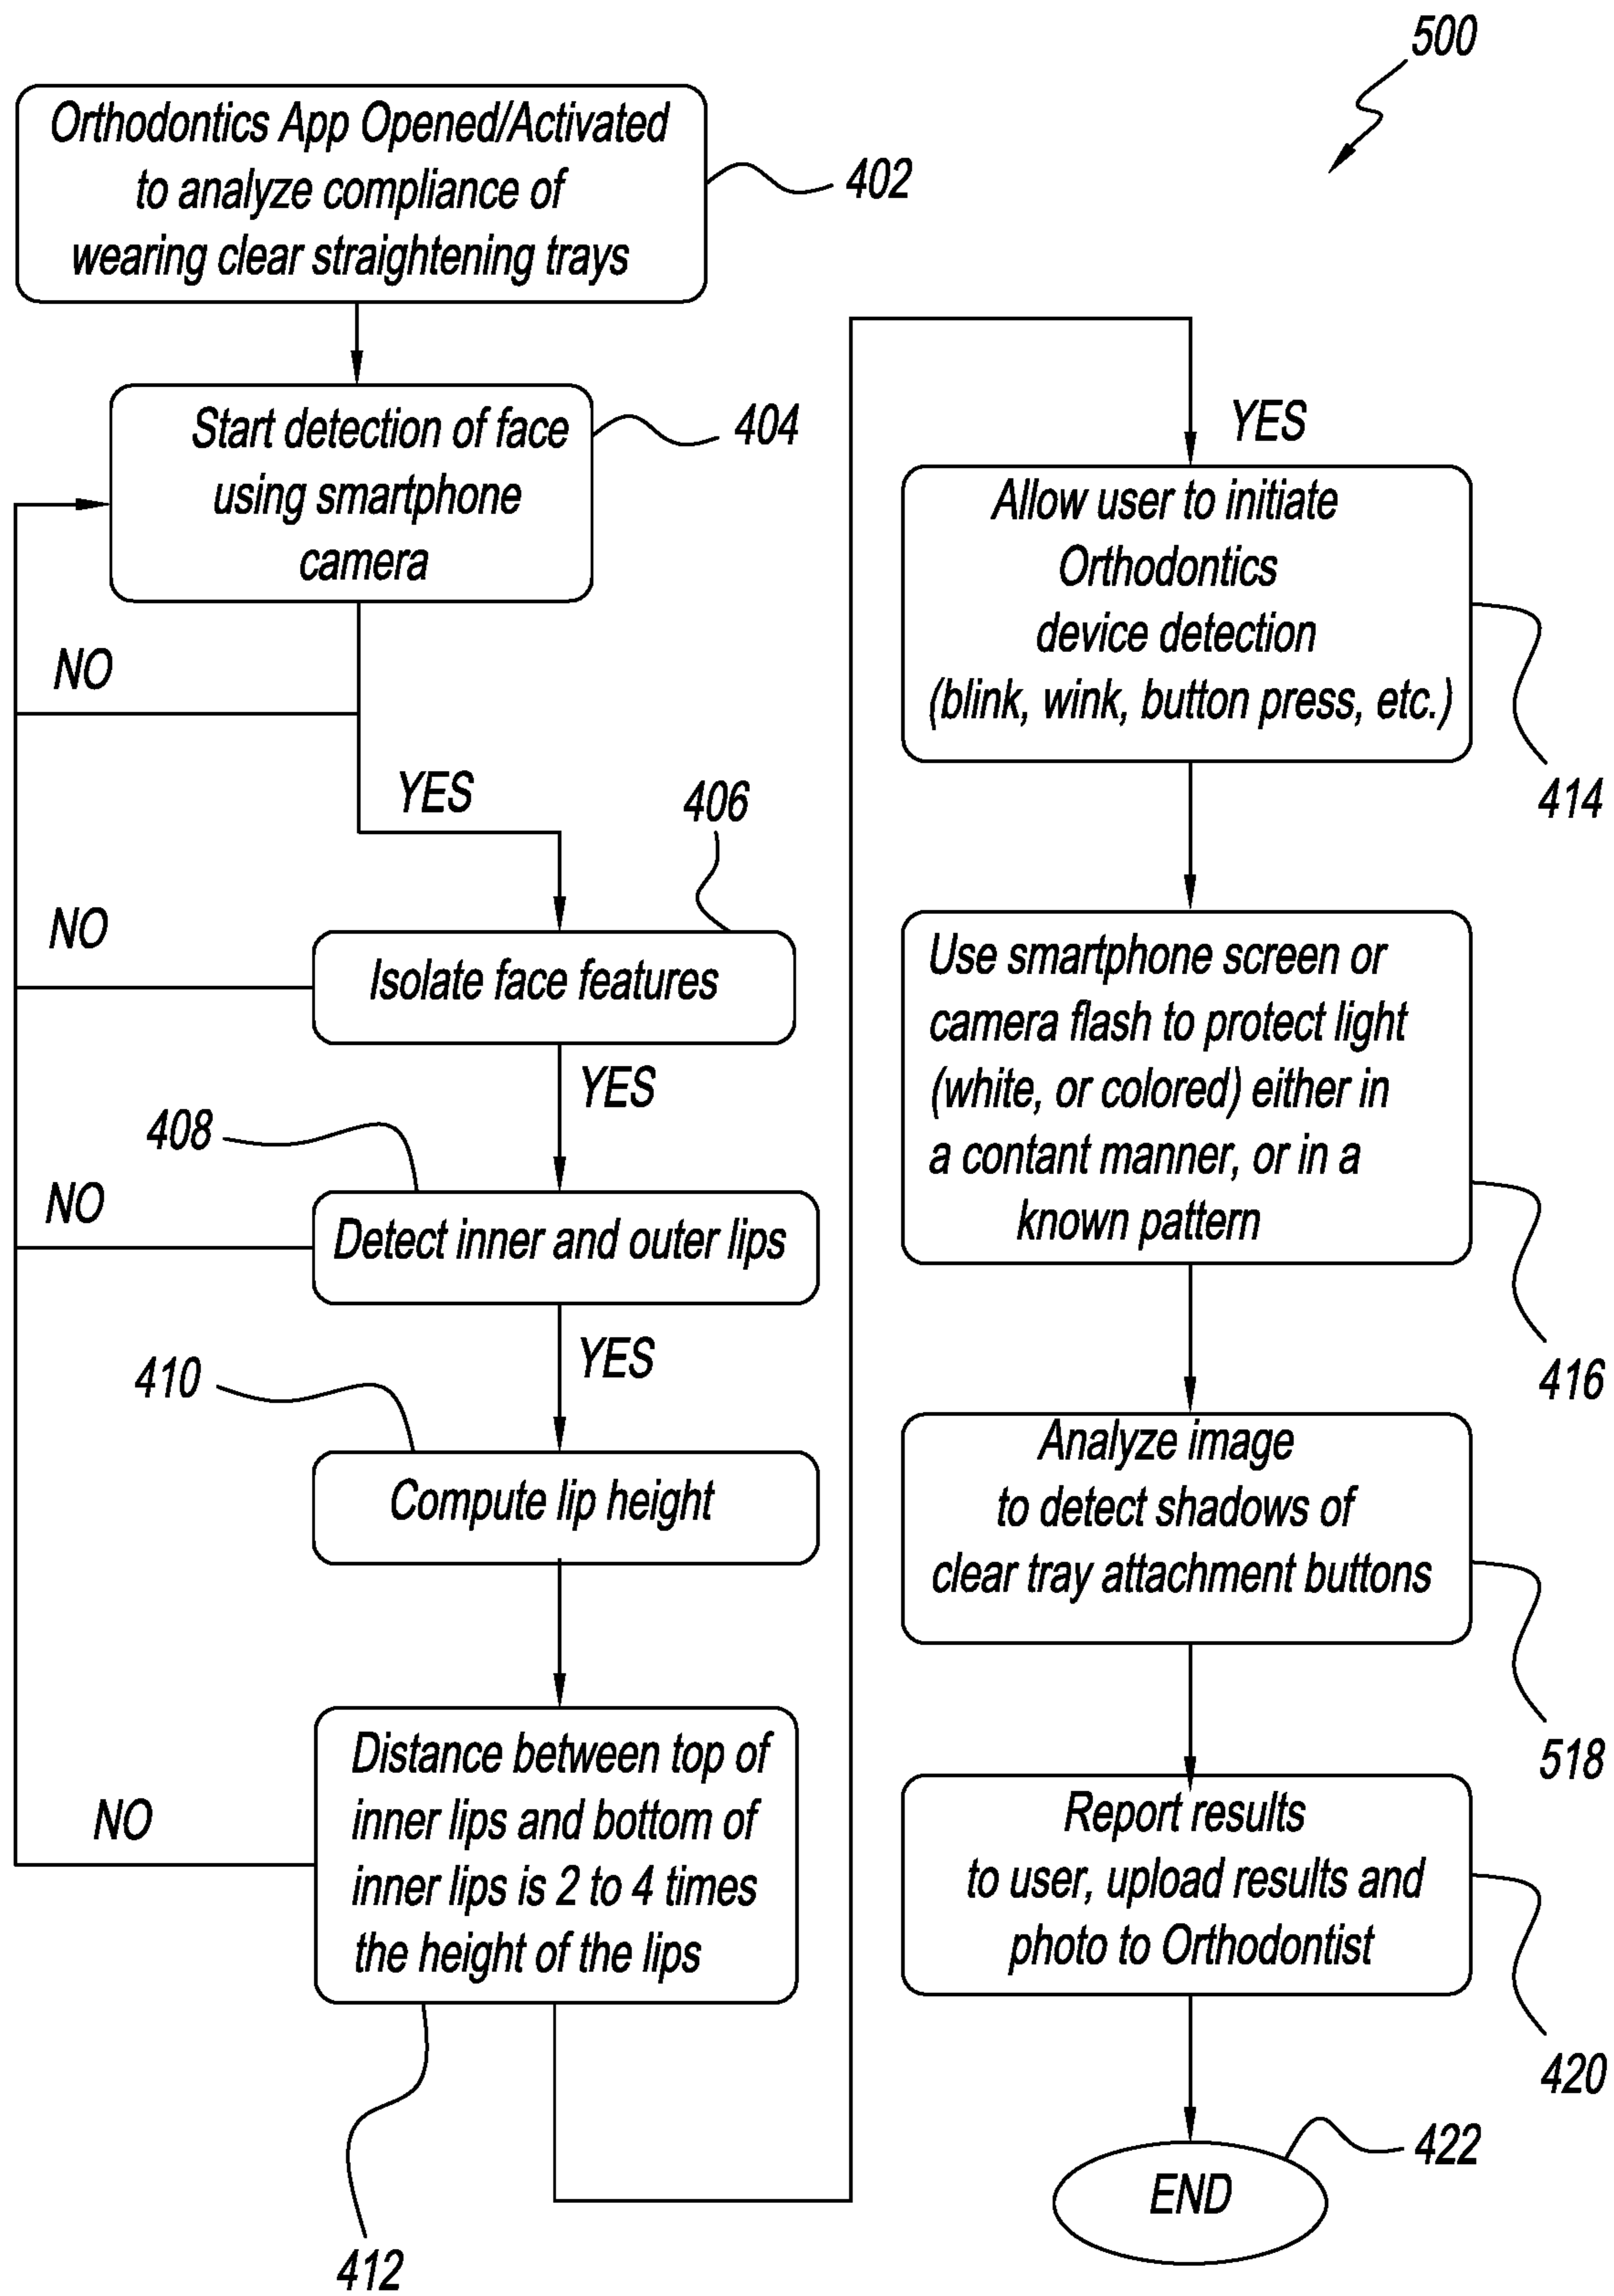 500
Orthodontics App Opened/Activated
to analyze compliance of
wearing clear straightening trays
402
Start detection of face
using smartphone
camera
404
NO
YES
406
NO
Isolate face features
YES
408
NO
Detect inner and outer lips
YES
410
Compute lip height
Distance between top of
inner lips and bottom of
inner lips is 2 to 4 times
the height of the lips
NO
412
YES
Allow user to initiate
Orthodontics
device detection
(blink, wink, button press, etc.)
414
Use smartphone screen or
camera flash to protect light
(white, or colored) either in
a contant manner, or in a
known pattern
416
Analyze image
to detect shadows of
clear tray attachment buttons
518
Report results
to user, upload results and
photo to Orthodontist
420
END
422